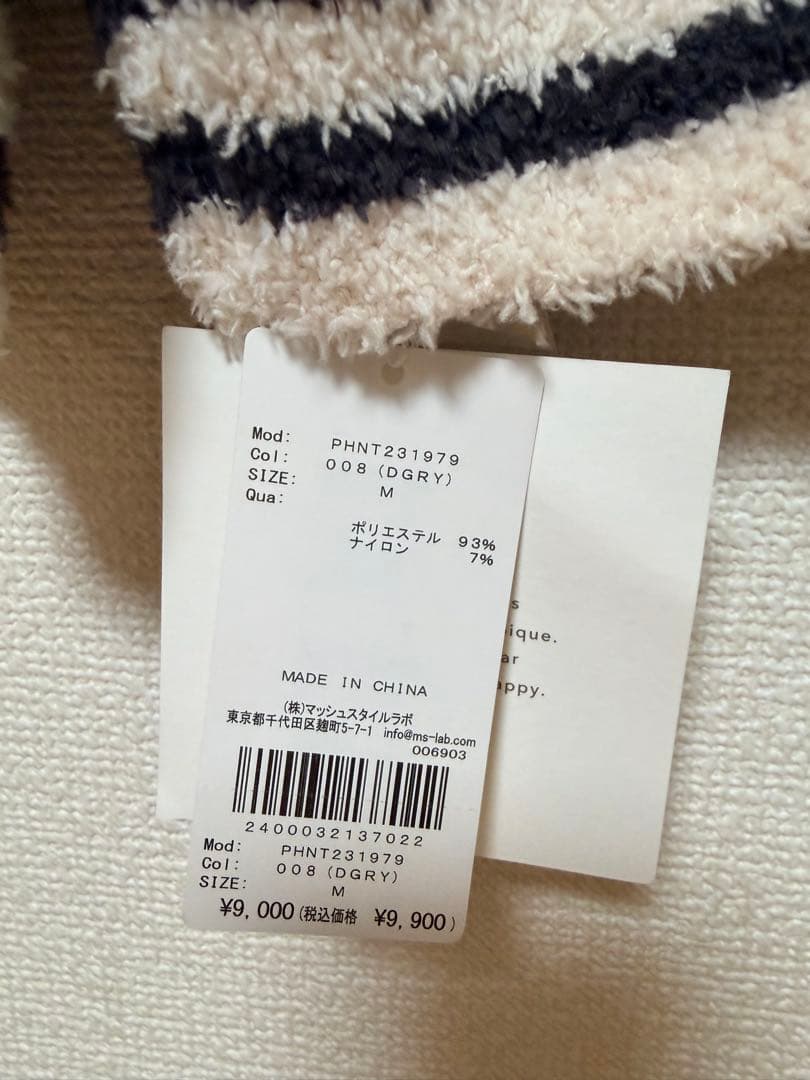 Mod: PHNT231979
Col: 008 (DGRY)
SIZE: M
Qua:
ポリエステル 93%
ナイロン 7%
MADE IN CHINA
(株)マッシュスタイルラボ
東京都千代田区麹町5-7-1 info@ms-lab.com
006903
2400032137022
Mod: PHNT231979
Col: 008 (DGRY)
SIZE: M
¥9,000(税込価格 ¥9,900)
s
ique.
ar
appy.